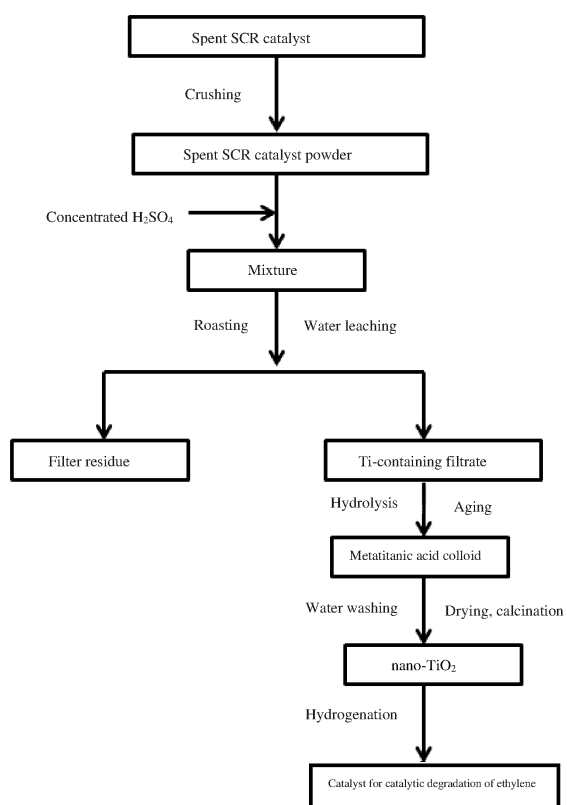 Spent SCR catalyst
Crushing
Spent SCR catalyst powder
Concentrated H₂SO₄
Mixture
Roasting Water leaching
Filter residue Ti-containing filtrate
Hydrolysis Aging
Metatitanic acid colloid
Water washing Drying, calcination
nano-TiO₂
Hydrogenation
Catalyst for catalytic degradation of ethylene